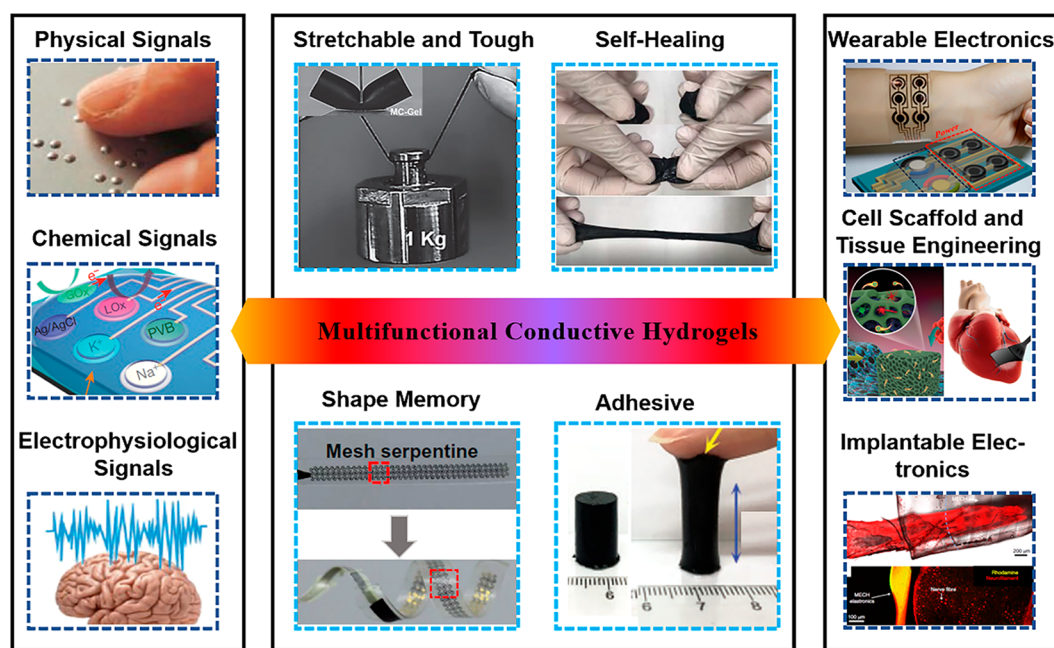 Physical Signals
Chemical Signals
GOx
e-
LOx
e-
Ag/AgCl
PVB
K+
Na+
Electrophysiological
Signals
Stretchable and Tough
MC-Gel
1 Kg
Self-Healing
Multifunctional Conductive Hydrogels
Shape Memory
Mesh serpentine
Adhesive
6
6 7 8
Wearable Electronics
Power
Cell Scaffold and
Tissue Engineering
Implantable Elec-
tronics
200 μm
Rhodamine
Neurofilament
MECH
electronics
Nerve fibre
100 μm